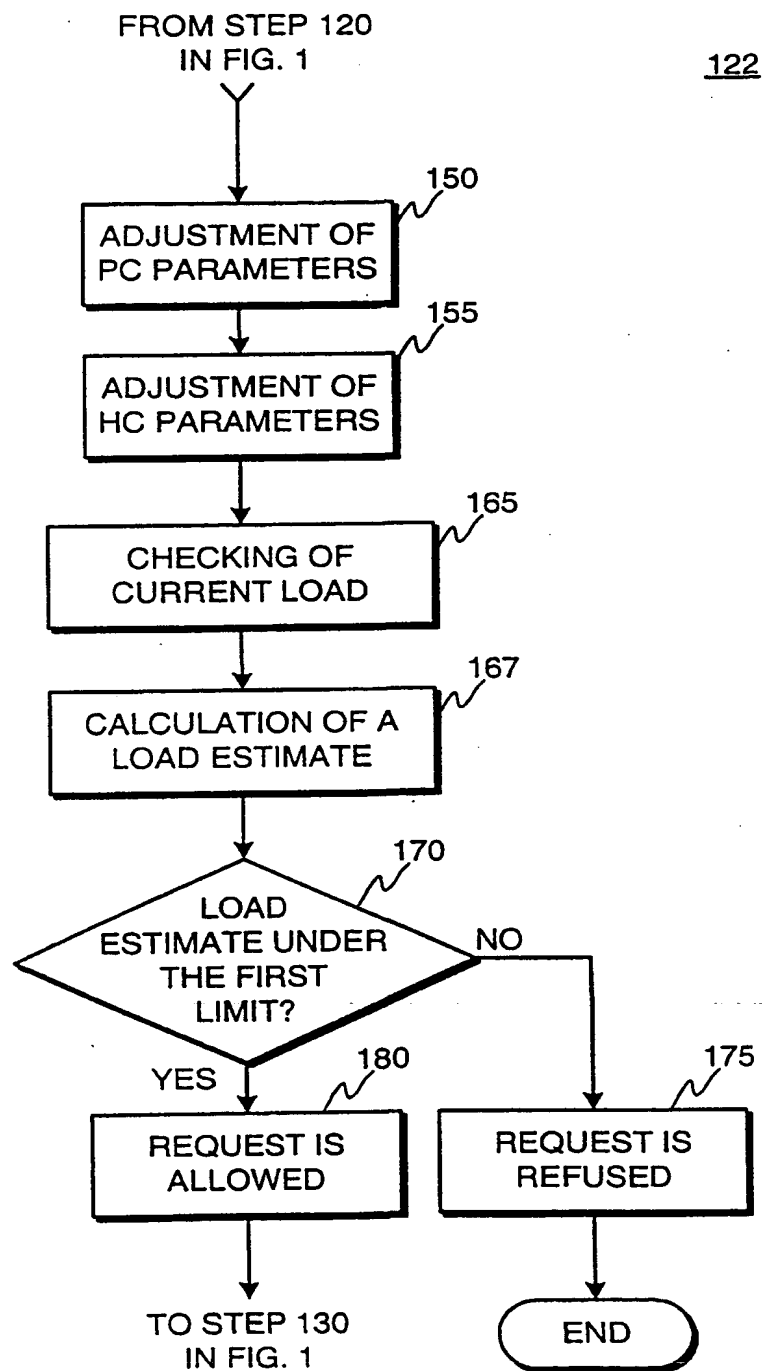 FROM STEP 120
IN FIG. 1
122
150
ADJUSTMENT OF
PC PARAMETERS
155
ADJUSTMENT OF
HC PARAMETERS
165
CHECKING OF
CURRENT LOAD
167
CALCULATION OF A
LOAD ESTIMATE
170
LOAD
ESTIMATE UNDER
THE FIRST
LIMIT?
NO
YES
180
REQUEST IS
ALLOWED
175
REQUEST IS
REFUSED
TO STEP 130
IN FIG. 1
END